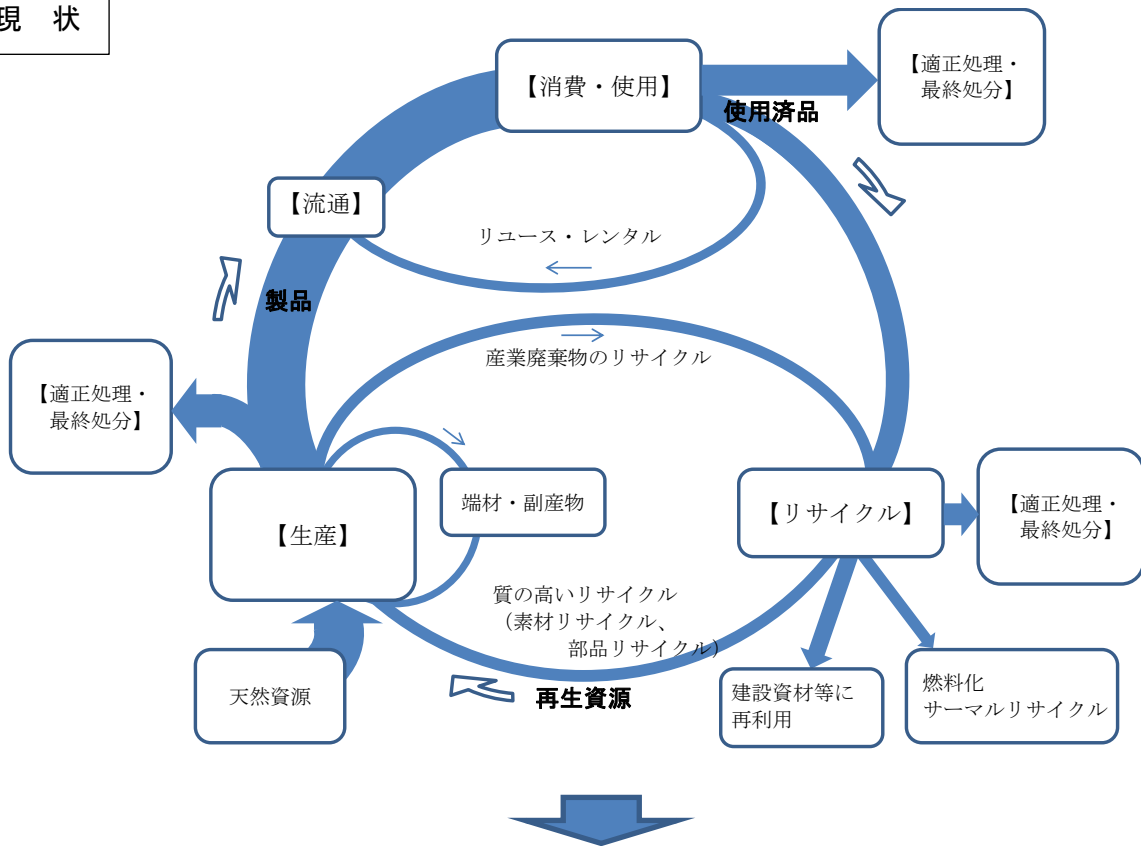 現 状
【消費・使用】
【適正処理・
最終処分】
使用済品
【流通】
リユース・レンタル
製品
産業廃棄物のリサイクル
【適正処理・
最終処分】
端材・副産物
【リサイクル】
【適正処理・
最終処分】
【生産】
質の高いリサイクル
（素材リサイクル、
部品リサイクル）
天然資源
再生資源
建設資材等に
再利用
燃料化
サーマルリサイクル